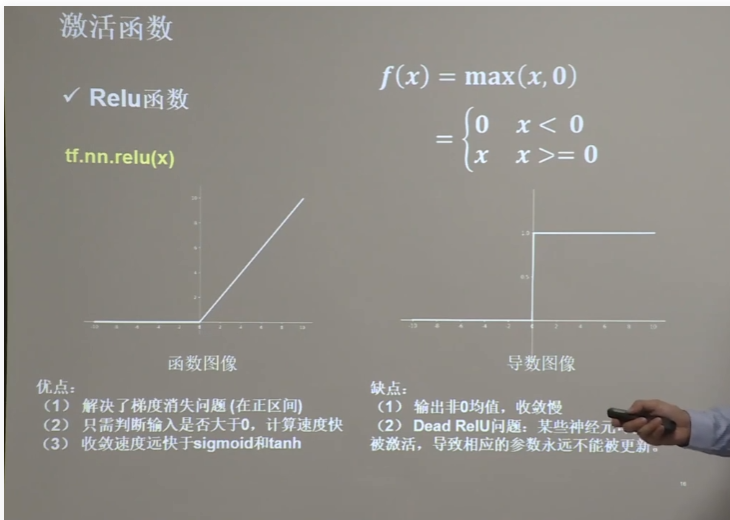 激活函数
✓ Relu函数
tf.nn.relu(x)
f(x) = max(x, 0)
= {0 x < 0
x x >= 0
函数图像
导数图像
优点：
（1） 解决了梯度消失问题 (在正区间)
（2） 只需判断输入是否大于0，计算速度快
（3） 收敛速度远快于sigmoid和tanh
缺点：
（1） 输出非0均值，收敛慢
（2） Dead RelU问题：某些神经元
被激活，导致相应的参数永远不能被更新。